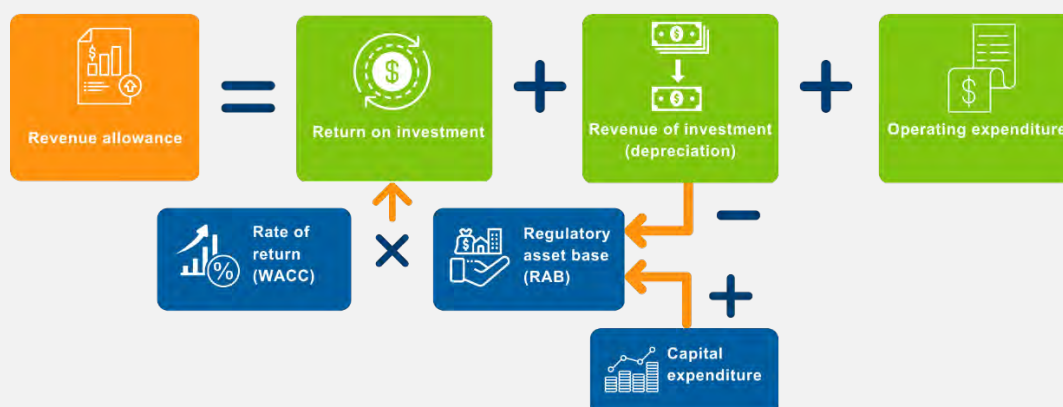 Revenue allowance
=
Return on investment
+
Revenue of investment
(depreciation)
+
Operating expenditure
Rate of
return
(WACC)
×
Regulatory
asset base
(RAB)
−
+
Capital
expenditure